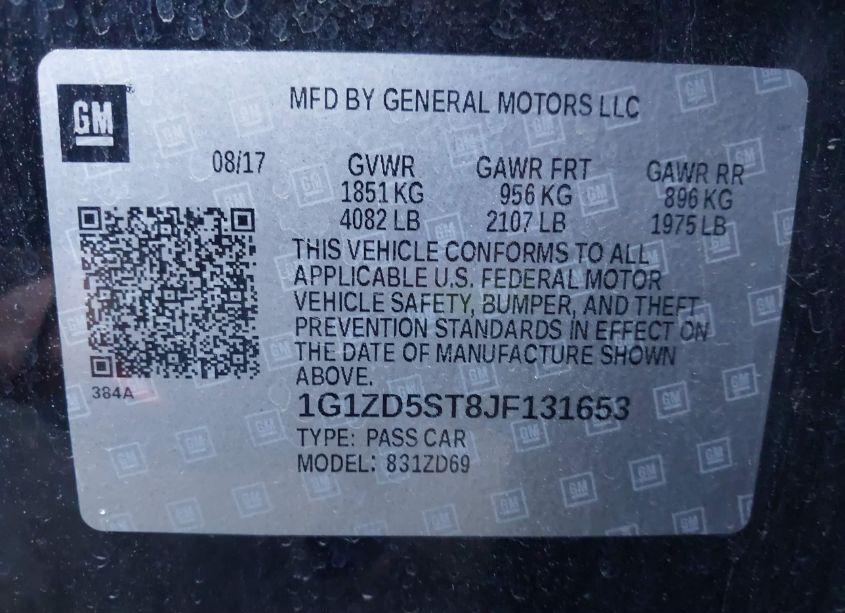 GM
MFD BY GENERAL MOTORS LLC
08/17 GVWR GAWR FRT GAWR RR
1851 KG 956 KG 896 KG
4082 LB 2107 LB 1975 LB
THIS VEHICLE CONFORMS TO ALL
APPLICABLE U.S. FEDERAL MOTOR
VEHICLE SAFETY, BUMPER, AND THEFT
PREVENTION STANDARDS IN EFFECT ON
THE DATE OF MANUFACTURE SHOWN
ABOVE.
384A
1G1ZD5ST8JF131653
TYPE: PASS CAR
MODEL: 831ZD69